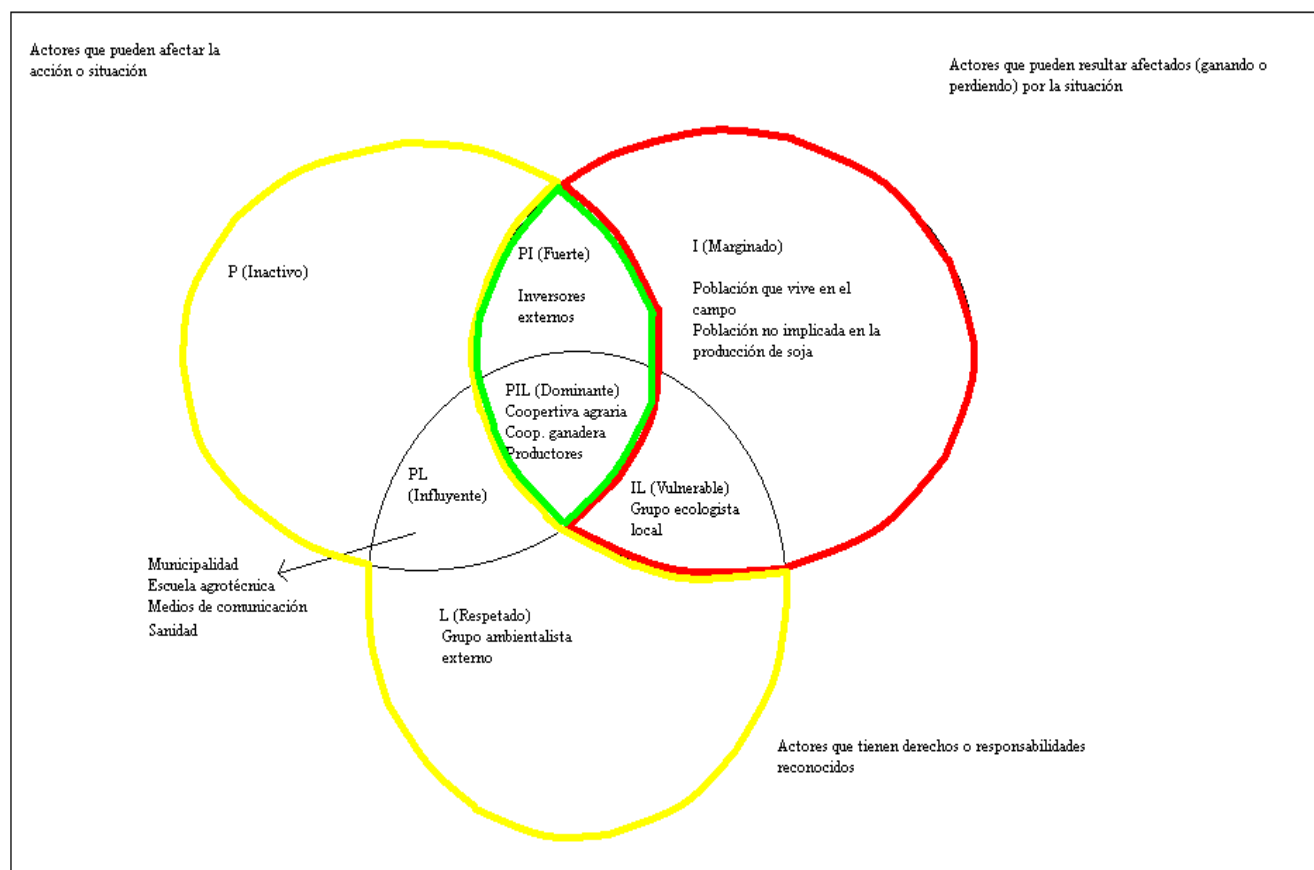 Actores que pueden afectar la
acción o situación
Actores que pueden resultar afectados (ganando o
perdiendo) por la situación
P (Inactivo)
PI (Fuerte)
Inversores
externos
I (Marginado)
Población que vive en el
campo
Población no implicada en la
producción de soja
PIL (Dominante)
Coopertiva agraria
Coop. ganadera
Productores
PL
(Influyente)
IL (Vulnerable)
Grupo ecologista
local
Municipalidad
Escuela agrotécnica
Medios de comunicación
Sanidad
L (Respetado)
Grupo ambientalista
externo
Actores que tienen derechos o responsabilidades
reconocidos